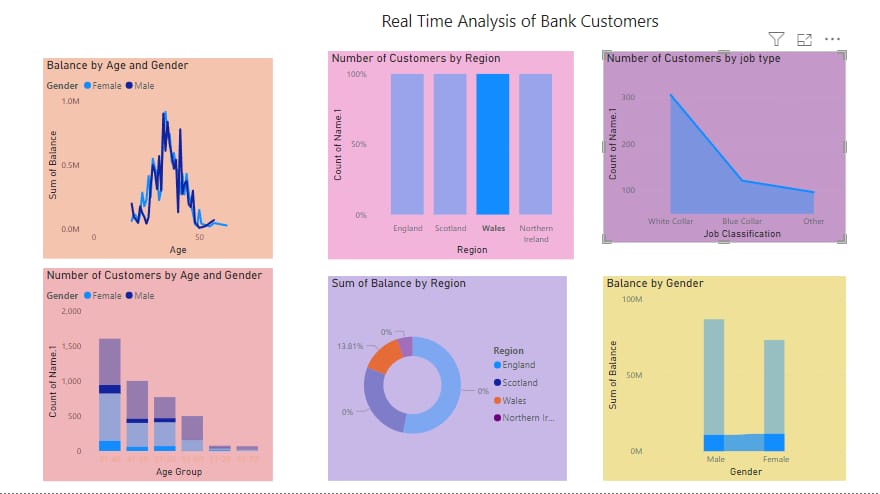 Real Time Analysis of Bank Customers
Balance by Age and Gender
Gender Female Male
1.0M
0.5M
0.0M
0 50
Sum of Balance
Age
Number of Customers by Region
100%
50%
0%
Count of Name.1
England Scotland Wales Northern
Ireland
Region
Number of Customers by job type
300
200
100
Count of Name.1
White Collar Blue Collar Other
Job Classification
Number of Customers by Age and Gender
Gender Female Male
2,000
1,500
1,000
500
0
Count of Name.1
Age Group
Sum of Balance by Region
0%
13.81%
0%
0%
Region
England
Scotland
Wales
Northern Ir...
Balance by Gender
100M
50M
0M
Sum of Balance
Male Female
Gender